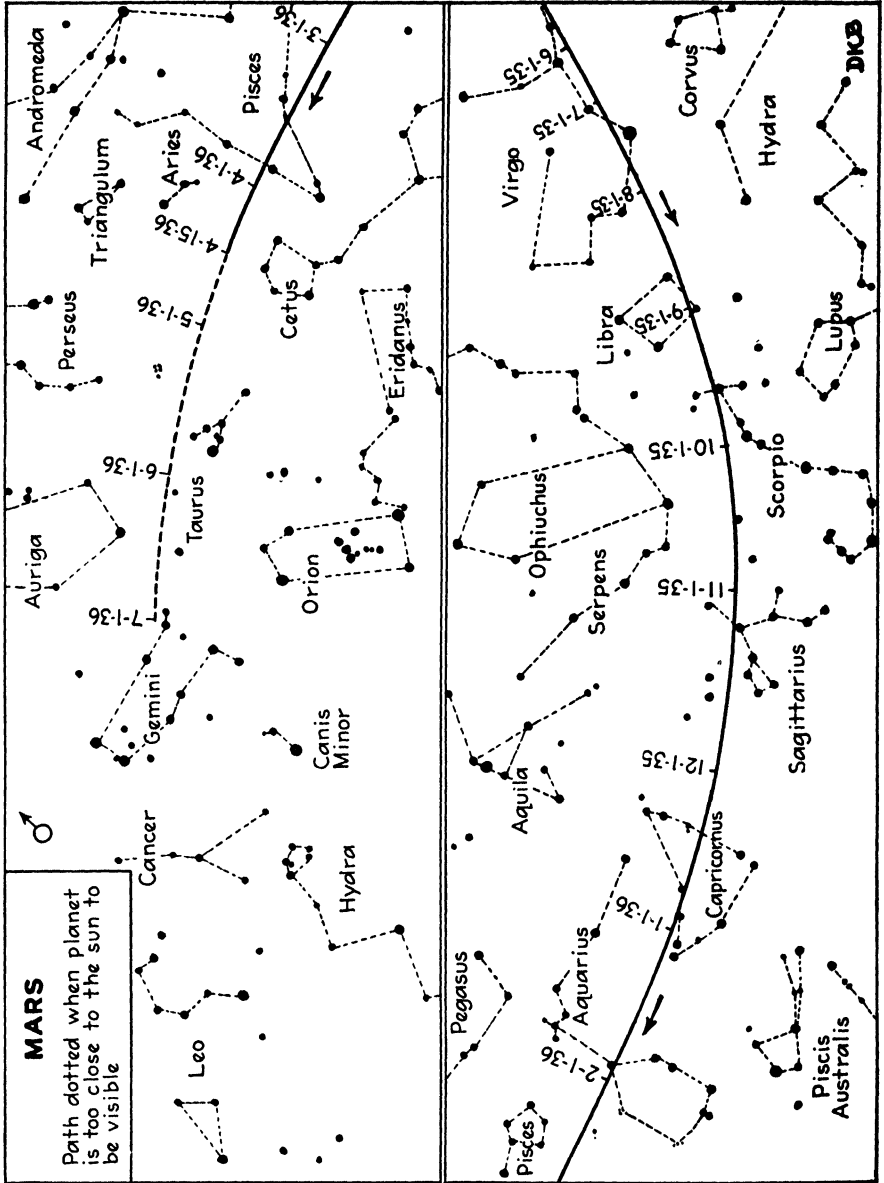 MARS
Path dotted when planet
is too close to the sun to
be visible
♂
Leo
Cancer
Hydra
Gemini
Canis
Minor
Auriga
Taurus
Orion
Perseus
Eridanus
Triangulum
Aries
Cetus
Andromeda
Pisces
7·1·36
6·1·36
5·1·36
4·15·36
4·1·36
3·1·36
Pisces
Pegasus
Aquarius
Piscis
Australis
Capricornus
Aquila
Sagittarius
Serpens
Ophiuchus
Scorpio
Libra
Lupus
Virgo
Hydra
Corvus
2·1·36
1·1·36
12·1·35
11·1·35
10·1·35
9·1·35
8·1·35
7·1·35
6·1·35
DKB